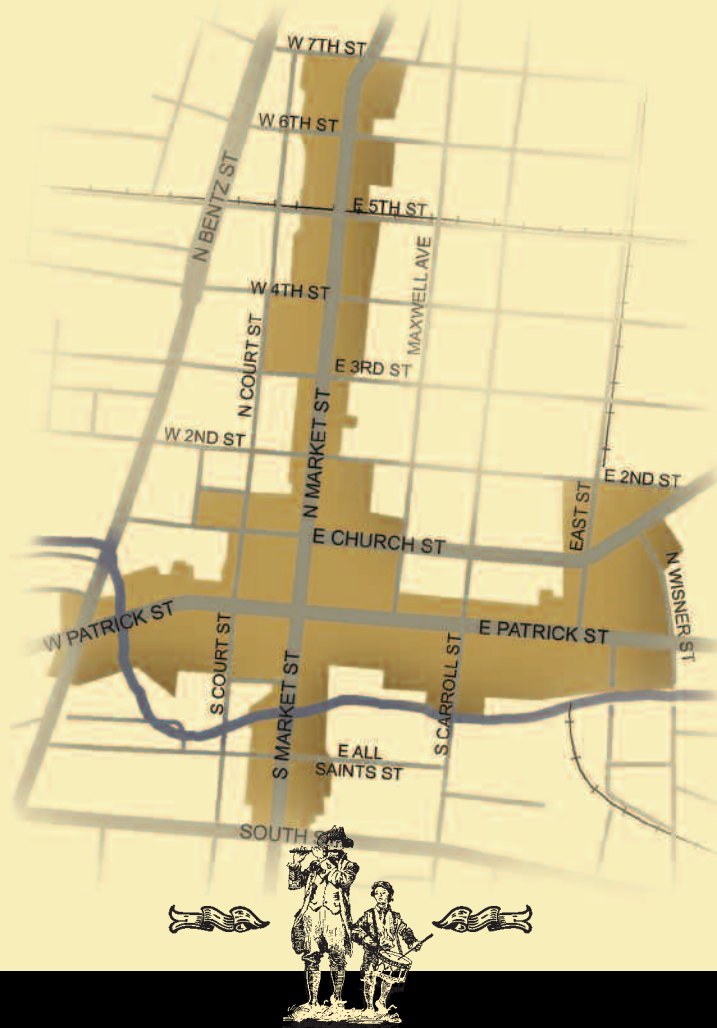 W 7TH ST
W 6TH ST
N BENTZ ST
E 5TH ST
MAXWELL AVE
W 4TH ST
N COURT ST
E 3RD ST
N MARKET ST
W 2ND ST
E 2ND ST
EAST ST
E CHURCH ST
N WISNER ST
W PATRICK ST
E PATRICK ST
S COURT ST
S CARROLL ST
S MARKET ST
E ALL
SAINTS ST
SOUTH S